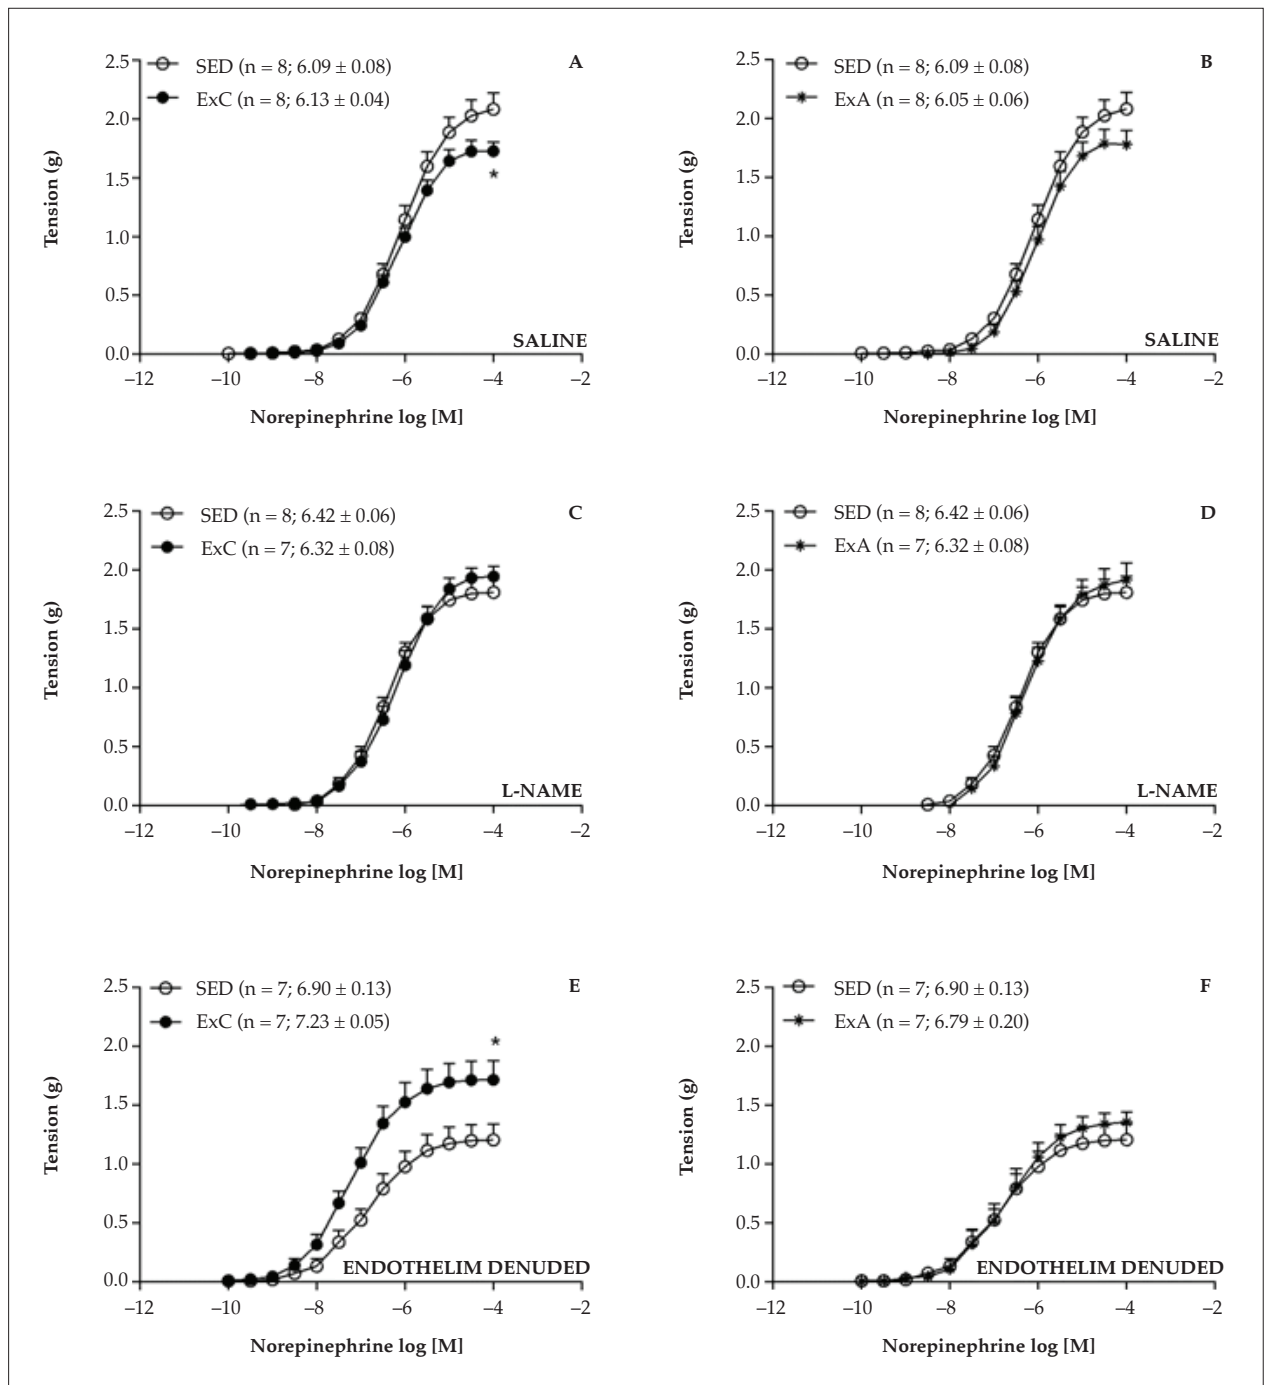 A
SED (n = 8; 6.09 ± 0.08)
ExC (n = 8; 6.13 ± 0.04)
2.5
2.0
1.5
1.0
0.5
0.0
Tension (g)
*
SALINE
–12 –10 –8 –6 –4 –2
Norepinephrine log [M]
B
SED (n = 8; 6.09 ± 0.08)
ExA (n = 8; 6.05 ± 0.06)
2.5
2.0
1.5
1.0
0.5
0.0
Tension (g)
SALINE
–12 –10 –8 –6 –4 –2
Norepinephrine log [M]
C
SED (n = 8; 6.42 ± 0.06)
ExC (n = 7; 6.32 ± 0.08)
2.5
2.0
1.5
1.0
0.5
0.0
Tension (g)
L-NAME
–12 –10 –8 –6 –4 –2
Norepinephrine log [M]
D
SED (n = 8; 6.42 ± 0.06)
ExA (n = 7; 6.32 ± 0.08)
2.5
2.0
1.5
1.0
0.5
0.0
Tension (g)
L-NAME
–12 –10 –8 –6 –4 –2
Norepinephrine log [M]
E
SED (n = 7; 6.90 ± 0.13)
ExC (n = 7; 7.23 ± 0.05)
2.5
2.0
1.5
1.0
0.5
0.0
Tension (g)
*
ENDOTHELIM DENUDED
–12 –10 –8 –6 –4 –2
Norepinephrine log [M]
F
SED (n = 7; 6.90 ± 0.13)
ExA (n = 7; 6.79 ± 0.20)
2.5
2.0
1.5
1.0
0.5
0.0
Tension (g)
ENDOTHELIM DENUDED
–12 –10 –8 –6 –4 –2
Norepinephrine log [M]